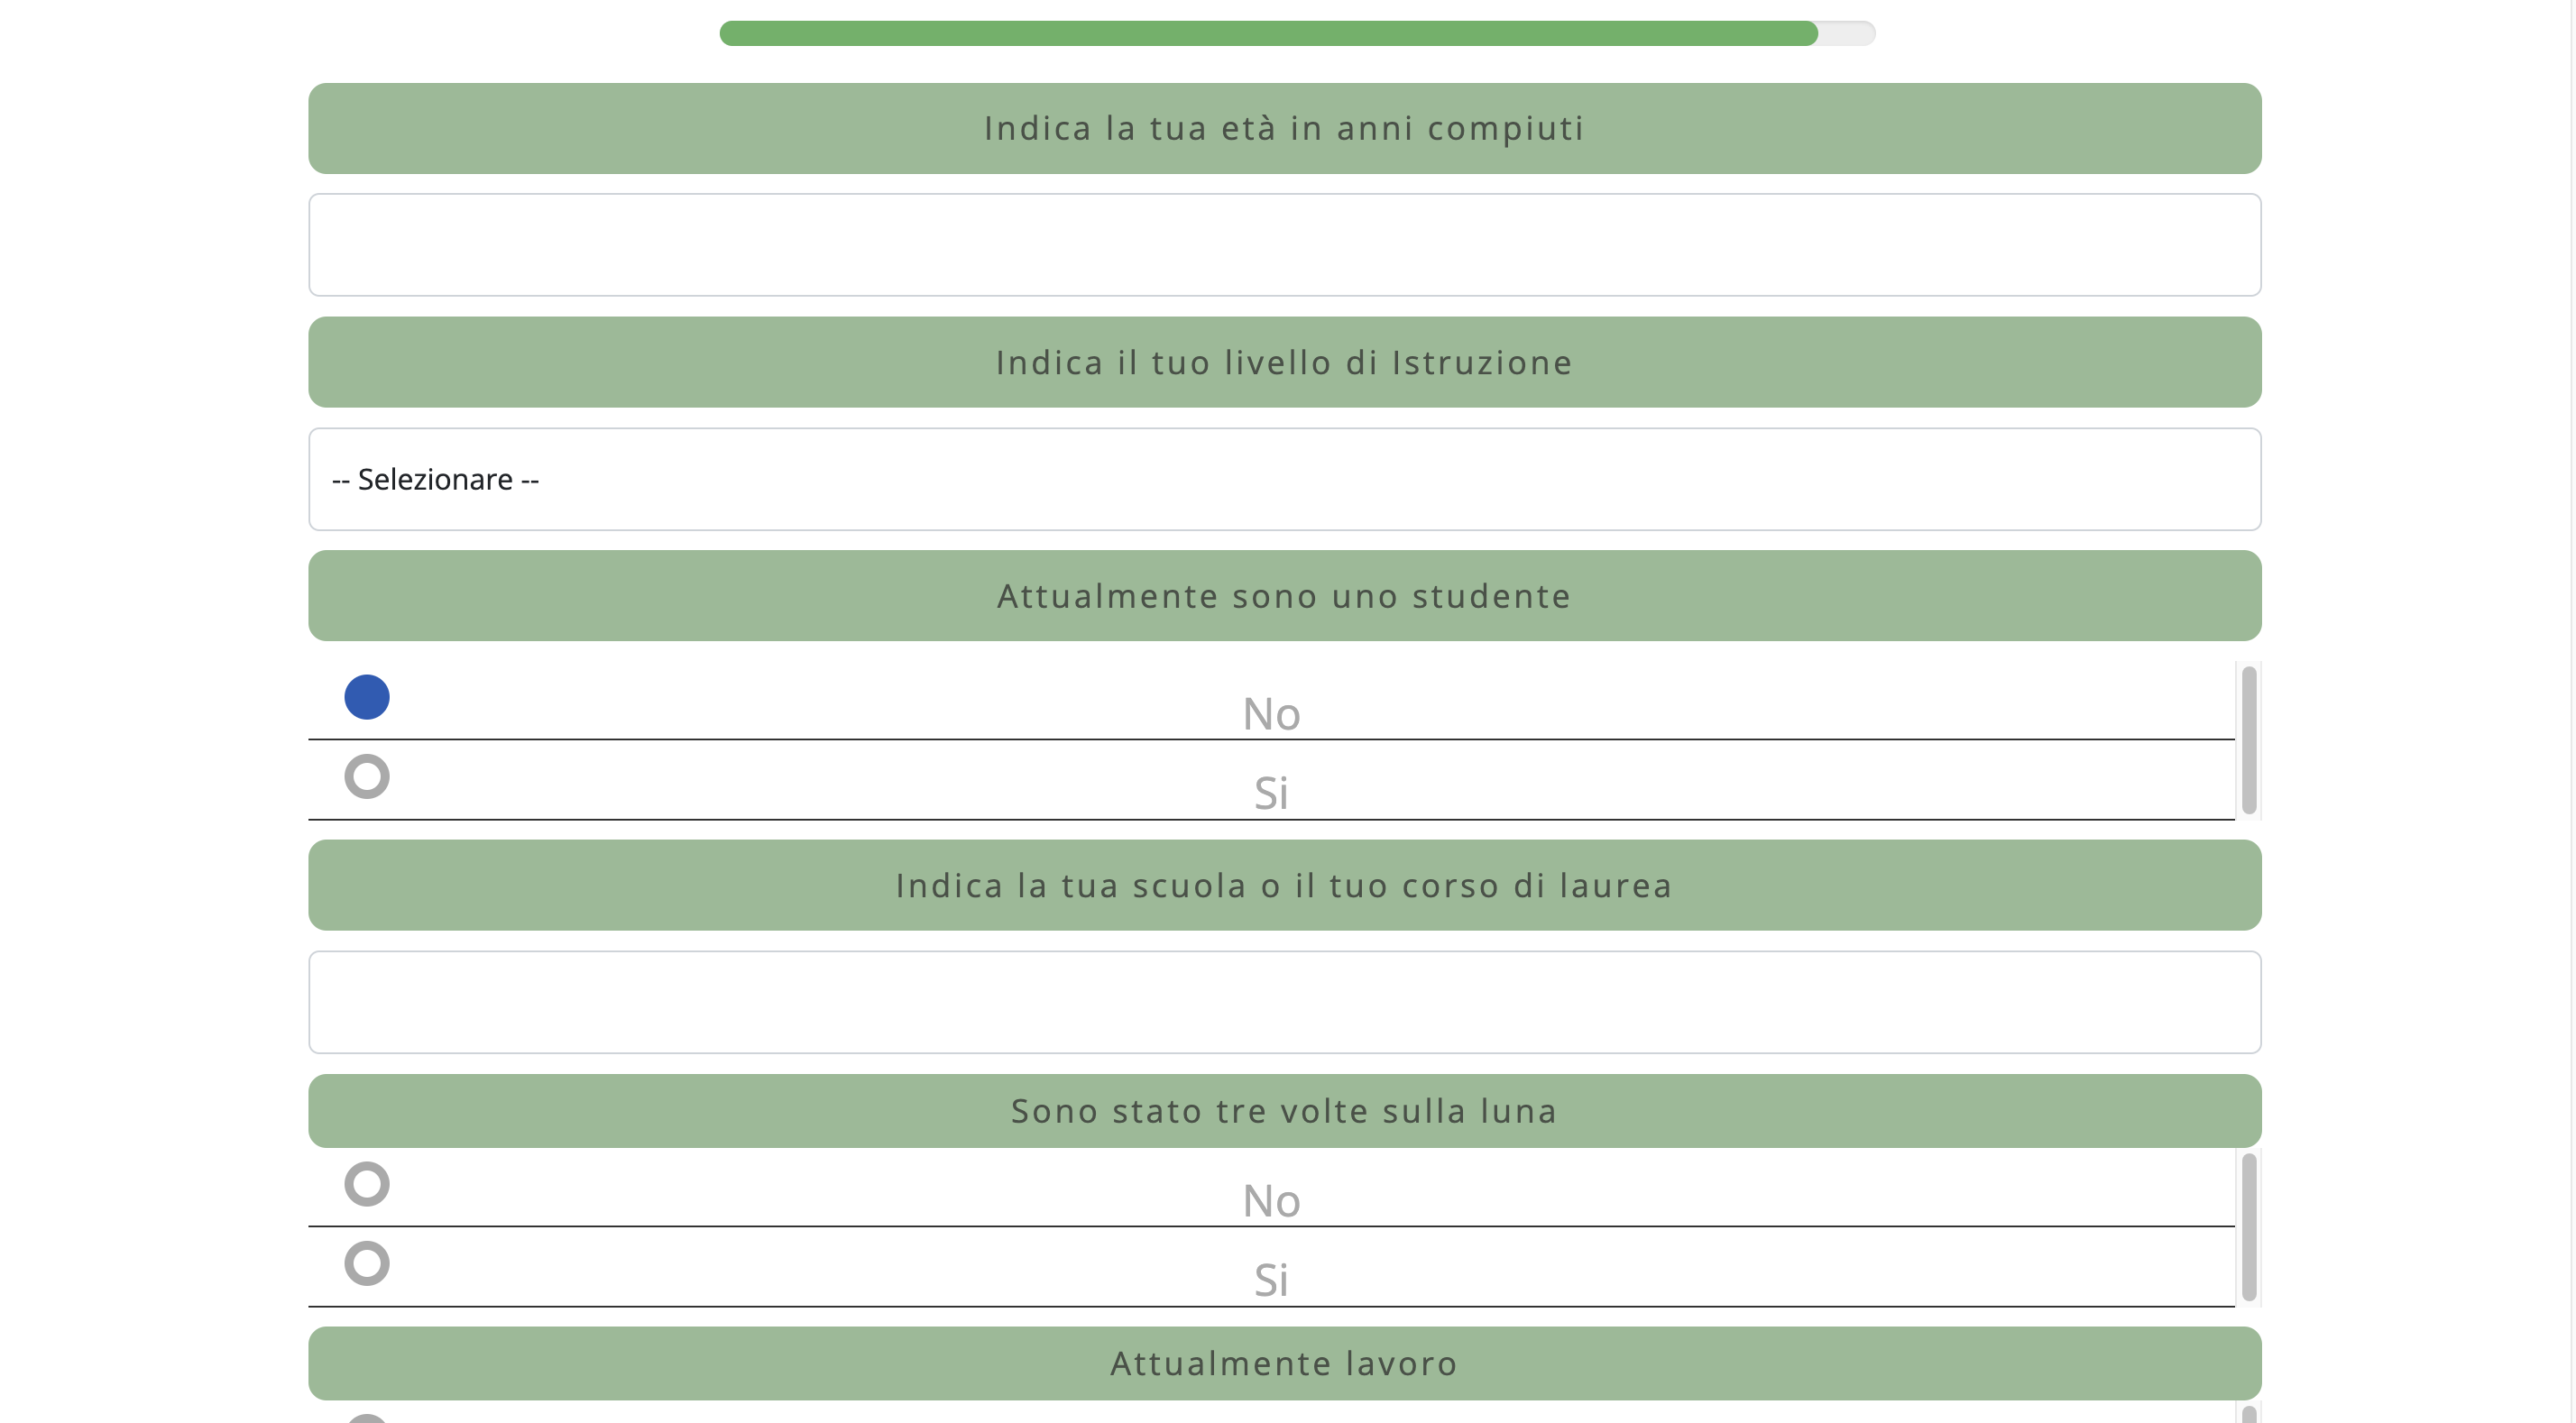 Indica la tua età in anni compiuti
Indica il tuo livello di Istruzione
-- Selezionare --
Attualmente sono uno studente
No
Si
Indica la tua scuola o il tuo corso di laurea
Sono stato tre volte sulla luna
No
Si
Attualmente lavoro